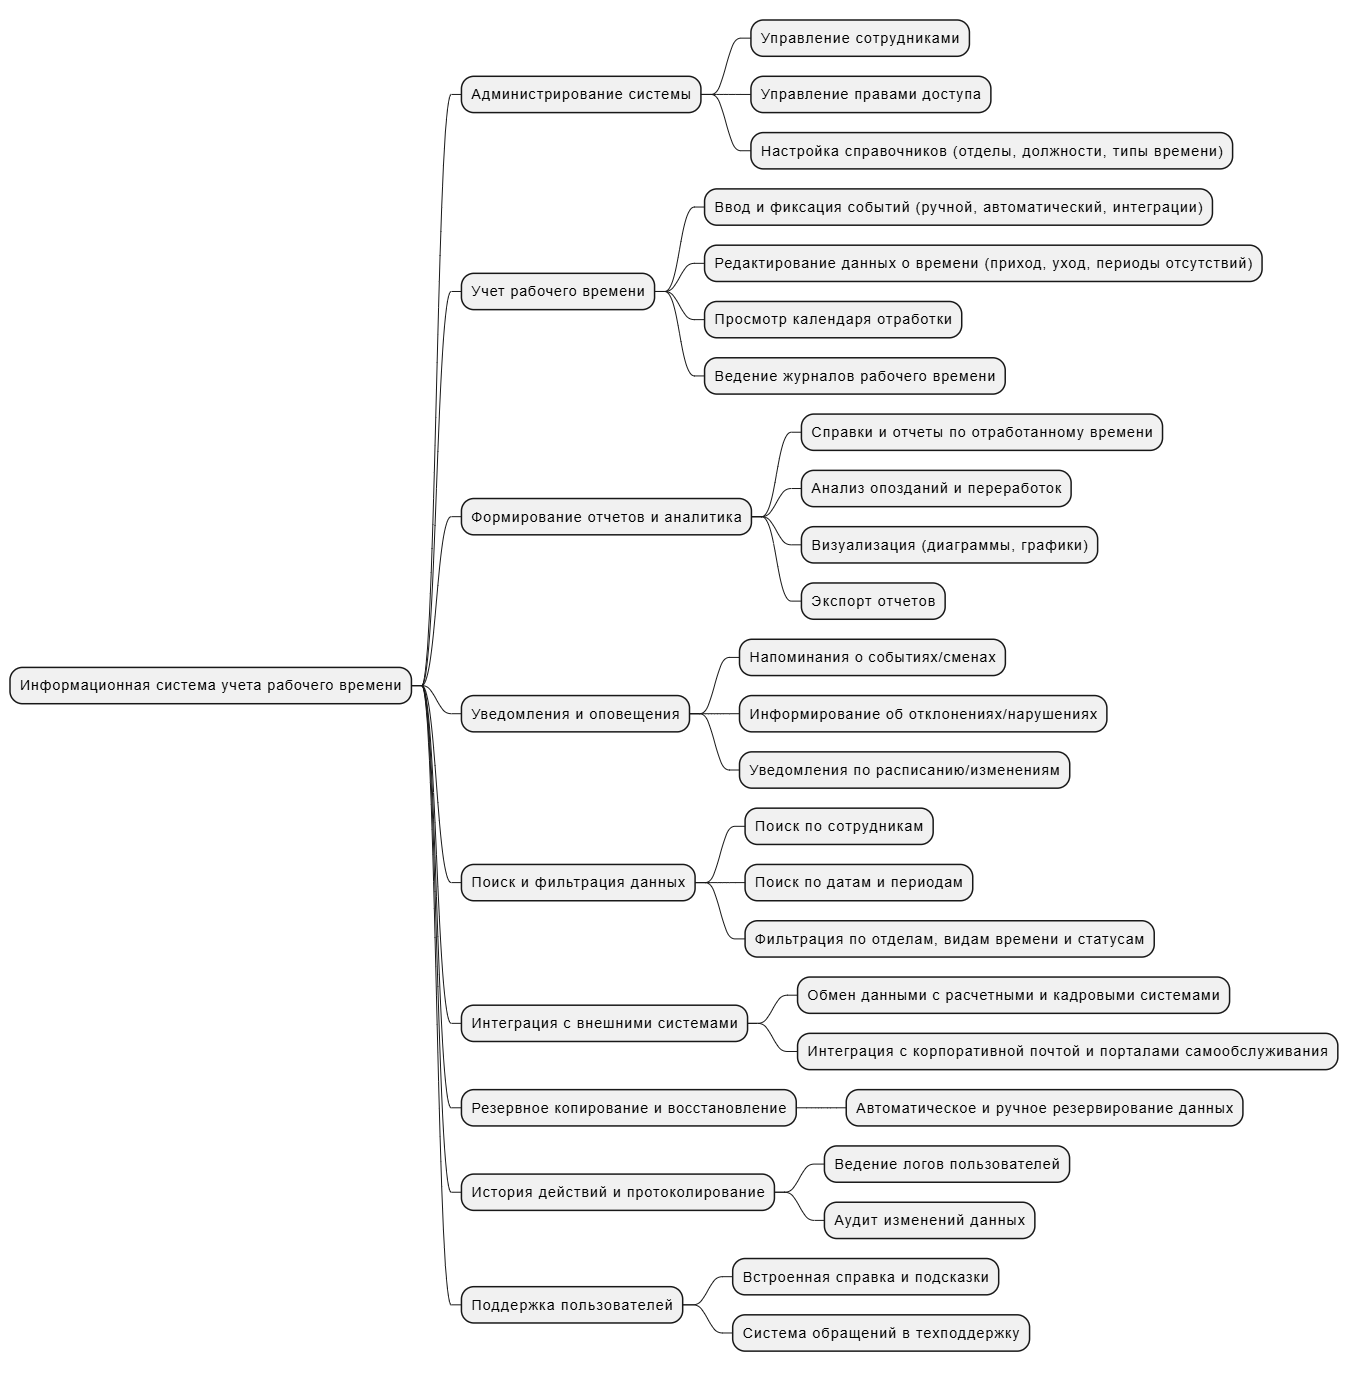 Информационная система учета рабочего времени
Администрирование системы
Управление сотрудниками
Управление правами доступа
Настройка справочников (отделы, должности, типы времени)
Учет рабочего времени
Ввод и фиксация событий (ручной, автоматический, интеграции)
Редактирование данных о времени (приход, уход, периоды отсутствий)
Просмотр календаря отработки
Ведение журналов рабочего времени
Формирование отчетов и аналитика
Справки и отчеты по отработанному времени
Анализ опозданий и переработок
Визуализация (диаграммы, графики)
Экспорт отчетов
Уведомления и оповещения
Напоминания о событиях/сменах
Информирование об отклонениях/нарушениях
Уведомления по расписанию/изменениям
Поиск и фильтрация данных
Поиск по сотрудникам
Поиск по датам и периодам
Фильтрация по отделам, видам времени и статусам
Интеграция с внешними системами
Обмен данными с расчетными и кадровыми системами
Интеграция с корпоративной почтой и порталами самообслуживания
Резервное копирование и восстановление
Автоматическое и ручное резервирование данных
История действий и протоколирование
Ведение логов пользователей
Аудит изменений данных
Поддержка пользователей
Встроенная справка и подсказки
Система обращений в техподдержку